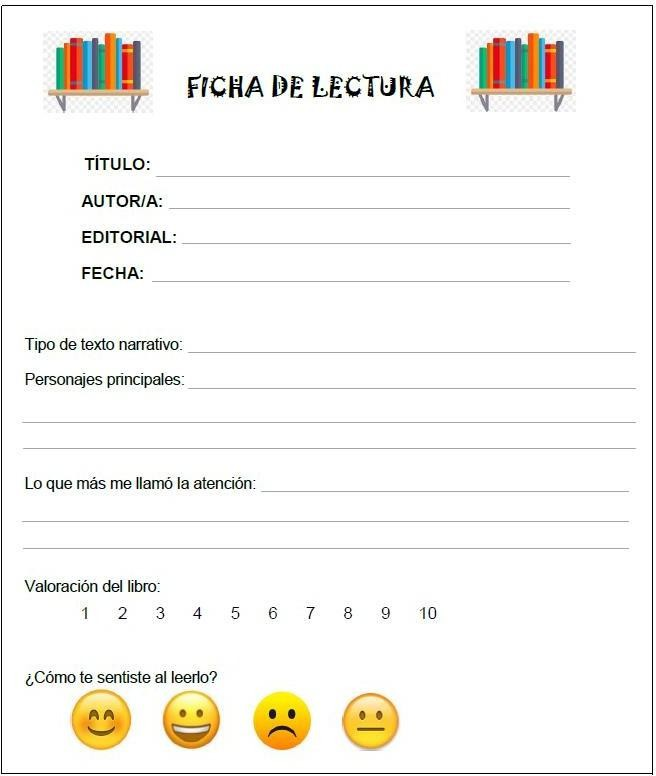 FICHA DE LECTURA
TÍTULO:
AUTOR/A:
EDITORIAL:
FECHA:
Tipo de texto narrativo:
Personajes principales:
Lo que más me llamó la atención:
Valoración del libro:
1 2 3 4 5 6 7 8 9 10
¿Cómo te sentiste al leerlo?